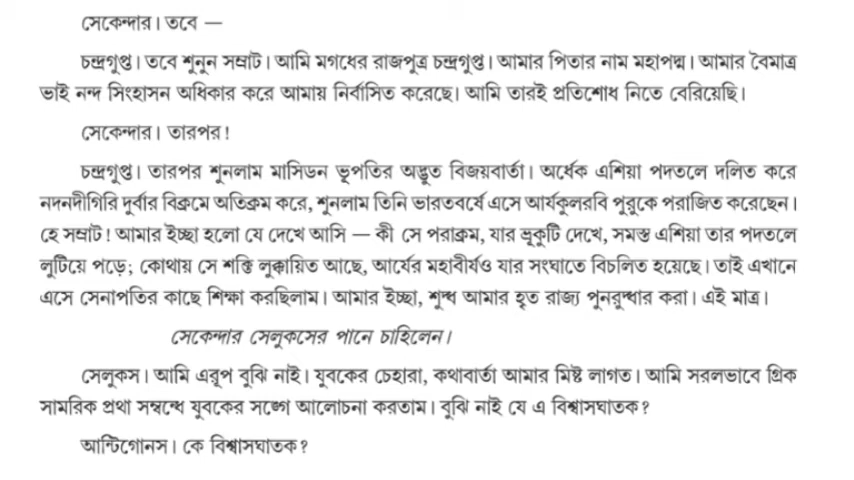 সেকেন্দার। তবে —
চন্দ্রগুপ্ত। তবে শুনুন সম্রাট। আমি মগধের রাজপুত্র চন্দ্রগুপ্ত। আমার পিতার নাম মহাপদ্ম। আমার বৈমাত্র
ভাই নন্দ সিংহাসন অধিকার করে আমায় নির্বাসিত করেছে। আমি তারই প্রতিশোধ নিতে বেরিয়েছি।
সেকেন্দার। তারপর!
চন্দ্রগুপ্ত। তারপর শুনলাম মাসিডন ভূপতির অদ্ভুত বিজয়বার্তা। অর্ধেক এশিয়া পদতলে দলিত করে
নদনদীগিরি দুর্বার বিক্রমে অতিক্রম করে, শুনলাম তিনি ভারতবর্ষে এসে আর্যকুলরবি পুরুকে পরাজিত করেছেন।
হে সম্রাট! আমার ইচ্ছা হলো যে দেখে আসি — কী সে পরাক্রম, যার ভ্রূকুটি দেখে, সমস্ত এশিয়া তার পদতলে
লুটিয়ে পড়ে; কোথায় সে শক্তি লুক্কায়িত আছে, আর্যের মহাবীর্যও যার সংঘাতে বিচলিত হয়েছে। তাই এখানে
এসে সেনাপতির কাছে শিক্ষা করছিলাম। আমার ইচ্ছা, শুধু আমার হৃত রাজ্য পুনরুদ্ধার করা। এই মাত্র।
সেকেন্দার সেলুকসের পানে চাহিলেন।
সেলুকস। আমি এরূপ বুঝি নাই। যুবকের চেহারা, কথাবার্তা আমার মিষ্ট লাগত। আমি সরলভাবে গ্রিক
সামরিক প্রথা সম্বন্ধে যুবকের সঙ্গে আলোচনা করতাম। বুঝি নাই যে এ বিশ্বাসঘাতক?
আন্টিগোনস। কে বিশ্বাসঘাতক?